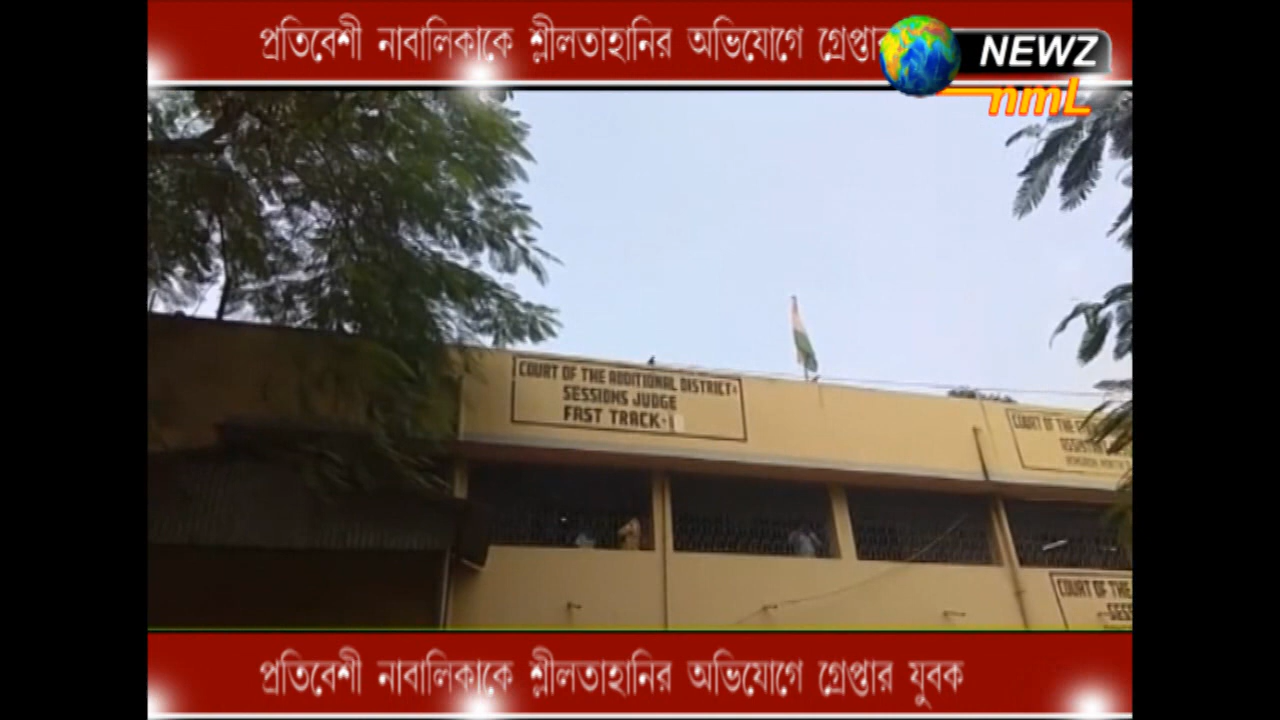 প্রতিবেশী নাবালিকাকে শ্লীলতাহানির অভিযোগে গ্রেপ্তার
NEWZ
nmL
COURT OF THE ADDITIONAL DISTRICT &
SESSIONS JUDGE
FAST TRACK-
COURT OF THE
COURT OF THE
SESS
প্রতিবেশী নাবালিকাকে শ্লীলতাহানির অভিযোগে গ্রেপ্তার যুবক